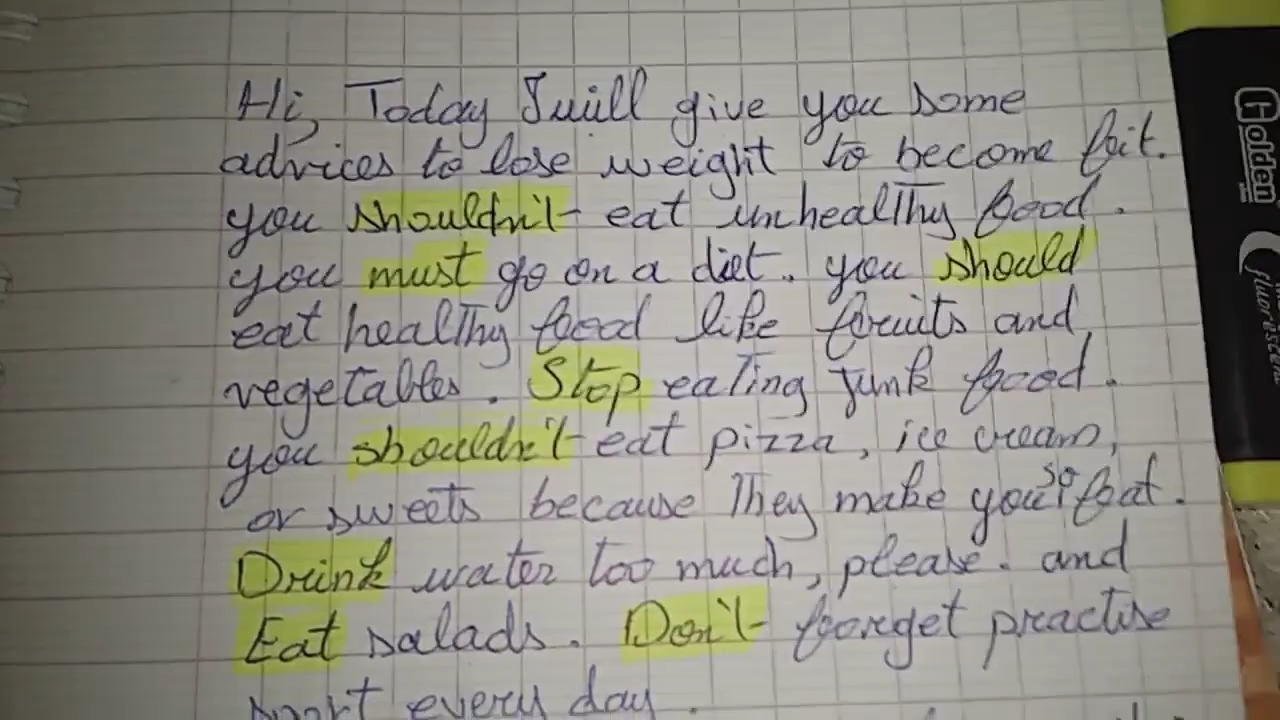 Hi, Today I will give you some
advices to lose weight to become fit.
you shouldn't eat unhealthy food.
you must go on a diet. you should
eat healthy food like fruits and
vegetables. Stop eating junk food.
you shouldn't eat pizza, ice cream,
or sweets because they make you so fat.
Drink water too much, please. and
Eat salads. Don't forget practise
sport every day.
Golden
fluorescent